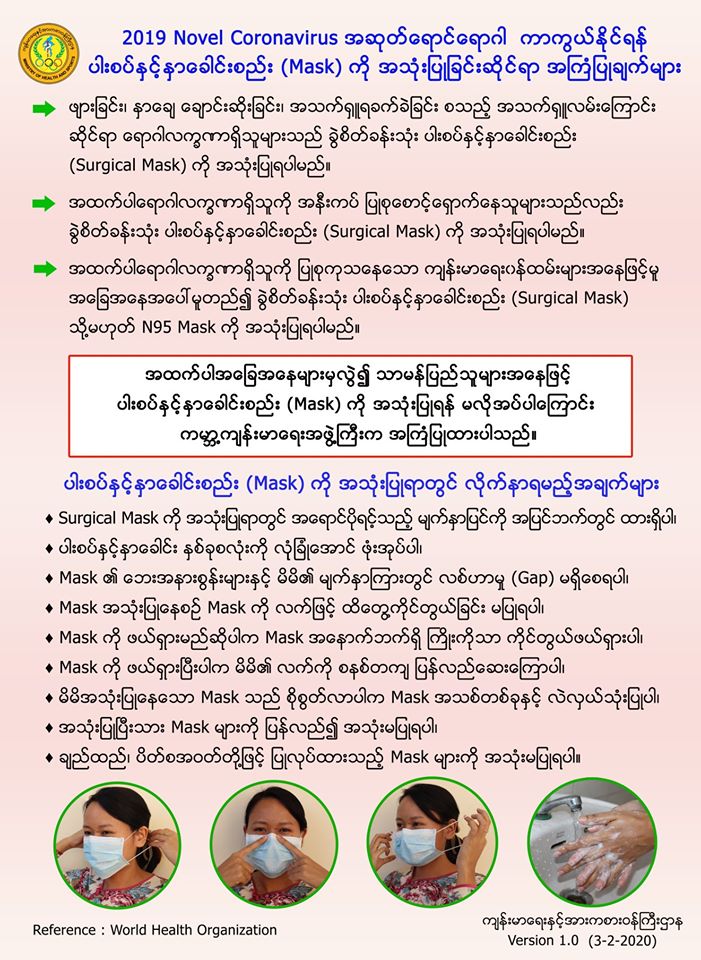 2019 Novel Coronavirus အဆုတ်ရောင်ရောဂါ ကာကွယ်နိုင်ရန်
ပါးစပ်နှင့်နှာခေါင်းစည်း (Mask) ကို အသုံးပြုခြင်းဆိုင်ရာ အကြံပြုချက်များ
ဖျားခြင်း၊ နှာချေ ချောင်းဆိုးခြင်း၊ အသက်ရှူရခက်ခဲခြင်း စသည့် အသက်ရှူလမ်းကြောင်း
ဆိုင်ရာ ရောဂါလက္ခဏာရှိသူများသည် ခွဲစိတ်ခန်းသုံး ပါးစပ်နှင့်နှာခေါင်းစည်း
(Surgical Mask) ကို အသုံးပြုရပါမည်။
အထက်ပါရောဂါလက္ခဏာရှိသူကို အနီးကပ် ပြုစုစောင့်ရှောက်နေသူများသည်လည်း
ခွဲစိတ်ခန်းသုံး ပါးစပ်နှင့်နှာခေါင်းစည်း (Surgical Mask) ကို အသုံးပြုရပါမည်။
အထက်ပါရောဂါလက္ခဏာရှိသူကို ပြုစုကုသနေသော ကျန်းမာရေးဝန်ထမ်းများအနေဖြင့်မူ
အခြေအနေအပေါ်မူတည်၍ ခွဲစိတ်ခန်းသုံး ပါးစပ်နှင့်နှာခေါင်းစည်း (Surgical Mask)
သို့မဟုတ် N95 Mask ကို အသုံးပြုရပါမည်။
အထက်ပါအခြေအနေများမှလွဲ၍ သာမန်ပြည်သူများအနေဖြင့်
ပါးစပ်နှင့်နှာခေါင်းစည်း (Mask) ကို အသုံးပြုရန် မလိုအပ်ပါကြောင်း
ကမ္ဘာ့ကျန်းမာရေးအဖွဲ့ကြီးက အကြံပြုထားပါသည်။
ပါးစပ်နှင့်နှာခေါင်းစည်း (Mask) ကို အသုံးပြုရာတွင် လိုက်နာရမည့်အချက်များ
♦ Surgical Mask ကို အသုံးပြုရာတွင် အရောင်ပိုရင့်သည့် မျက်နှာပြင်ကို အပြင်ဘက်တွင် ထားရှိပါ၊
♦ ပါးစပ်နှင့်နှာခေါင်း နှစ်ခုစလုံးကို လုံခြုံအောင် ဖုံးအုပ်ပါ၊
♦ Mask ၏ ဘေးအနားစွန်းများနှင့် မိမိ၏ မျက်နှာကြားတွင် လစ်ဟာမှု (Gap) မရှိစေရပါ၊
♦ Mask အသုံးပြုနေစဉ် Mask ကို လက်ဖြင့် ထိတွေ့ကိုင်တွယ်ခြင်း မပြုရပါ၊
♦ Mask ကို ဖယ်ရှားမည်ဆိုပါက Mask အနောက်ဘက်ရှိ ကြိုးကိုသာ ကိုင်တွယ်ဖယ်ရှားပါ၊
♦ Mask ကို ဖယ်ရှားပြီးပါက မိမိ၏ လက်ကို စနစ်တကျ ပြန်လည်ဆေးကြောပါ၊
♦ မိမိအသုံးပြုနေသော Mask သည် စိုစွတ်လာပါက Mask အသစ်တစ်ခုနှင့် လဲလှယ်သုံးပြုပါ၊
♦ အသုံးပြုပြီးသား Mask များကို ပြန်လည်၍ အသုံးမပြုရပါ၊
♦ ချည်ထည်၊ ပိတ်စအဝတ်တို့ဖြင့် ပြုလုပ်ထားသည့် Mask များကို အသုံးမပြုရပါ။
Reference : World Health Organization
ကျန်းမာရေးနှင့်အားကစားဝန်ကြီးဌာန
Version 1.0 (3-2-2020)